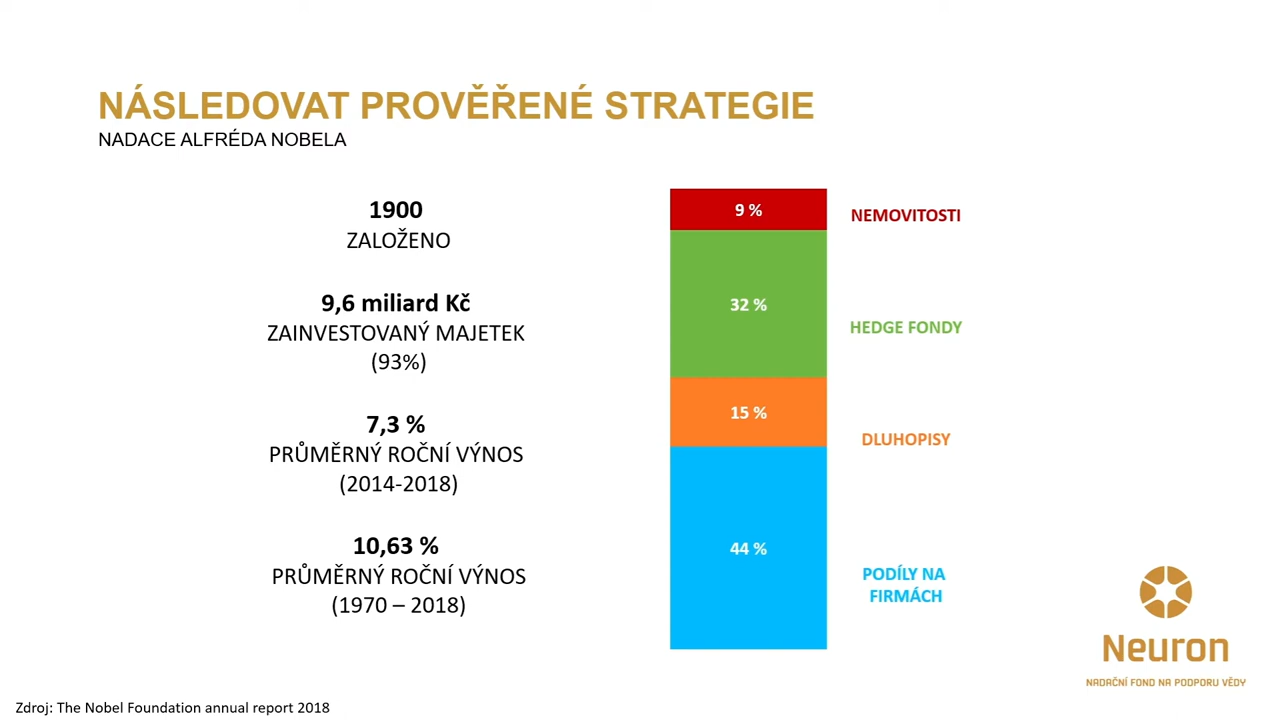 NÁSLEDOVAT PROVĚŘENÉ STRATEGIE
NADACE ALFRÉDA NOBELA
1900
ZALOŽENO
9,6 miliard Kč
ZAINVESTOVANÝ MAJETEK
(93%)
7,3 %
PRŮMĚRNÝ ROČNÍ VÝNOS
(2014-2018)
10,63 %
PRŮMĚRNÝ ROČNÍ VÝNOS
(1970 – 2018)
9 %
NEMOVITOSTI
32 %
HEDGE FONDY
15 %
DLUHOPISY
44 %
PODÍLY NA
FIRMÁCH
Neuron
NADAČNÍ FOND NA PODPORU VĚDY
Zdroj: The Nobel Foundation annual report 2018